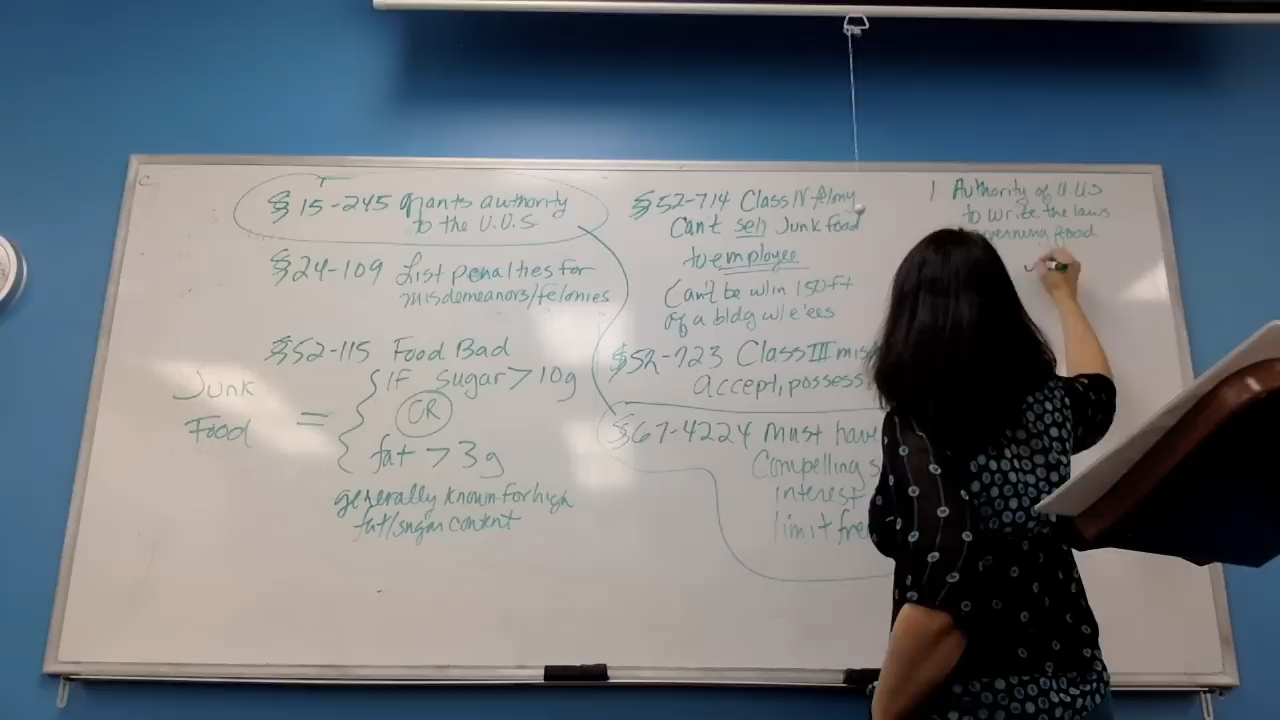 § 15-245 grants authority
to the U.U.S
§24-109 List penalties for
misdemeanors/felonies
§52-115 Food Bad
Junk
Food
=
IF sugar > 10g
OR
fat > 3g
generally known for high
fat/sugar content
§52-714 Class IV felony
Can't sell Junk Food
to employee
Can't be w/in 150 ft
of a bldg w/ e'ees
§52-723 Class III mis
accept, possess
§67-4224 Must have
Compelling s
interest
limit fre
1 Authority of U.U.S
to write the laws
verning food